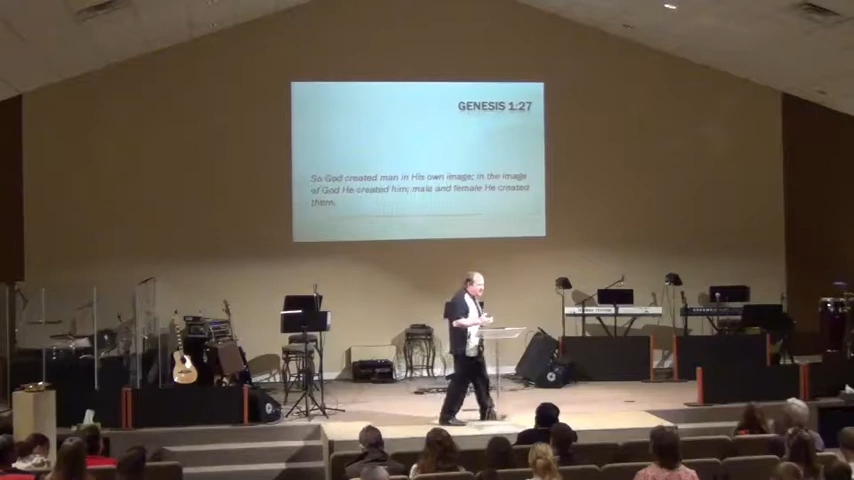 GENESIS 1:27
So God created man in His own image; in the image
of God He created him; male and female He created
them.